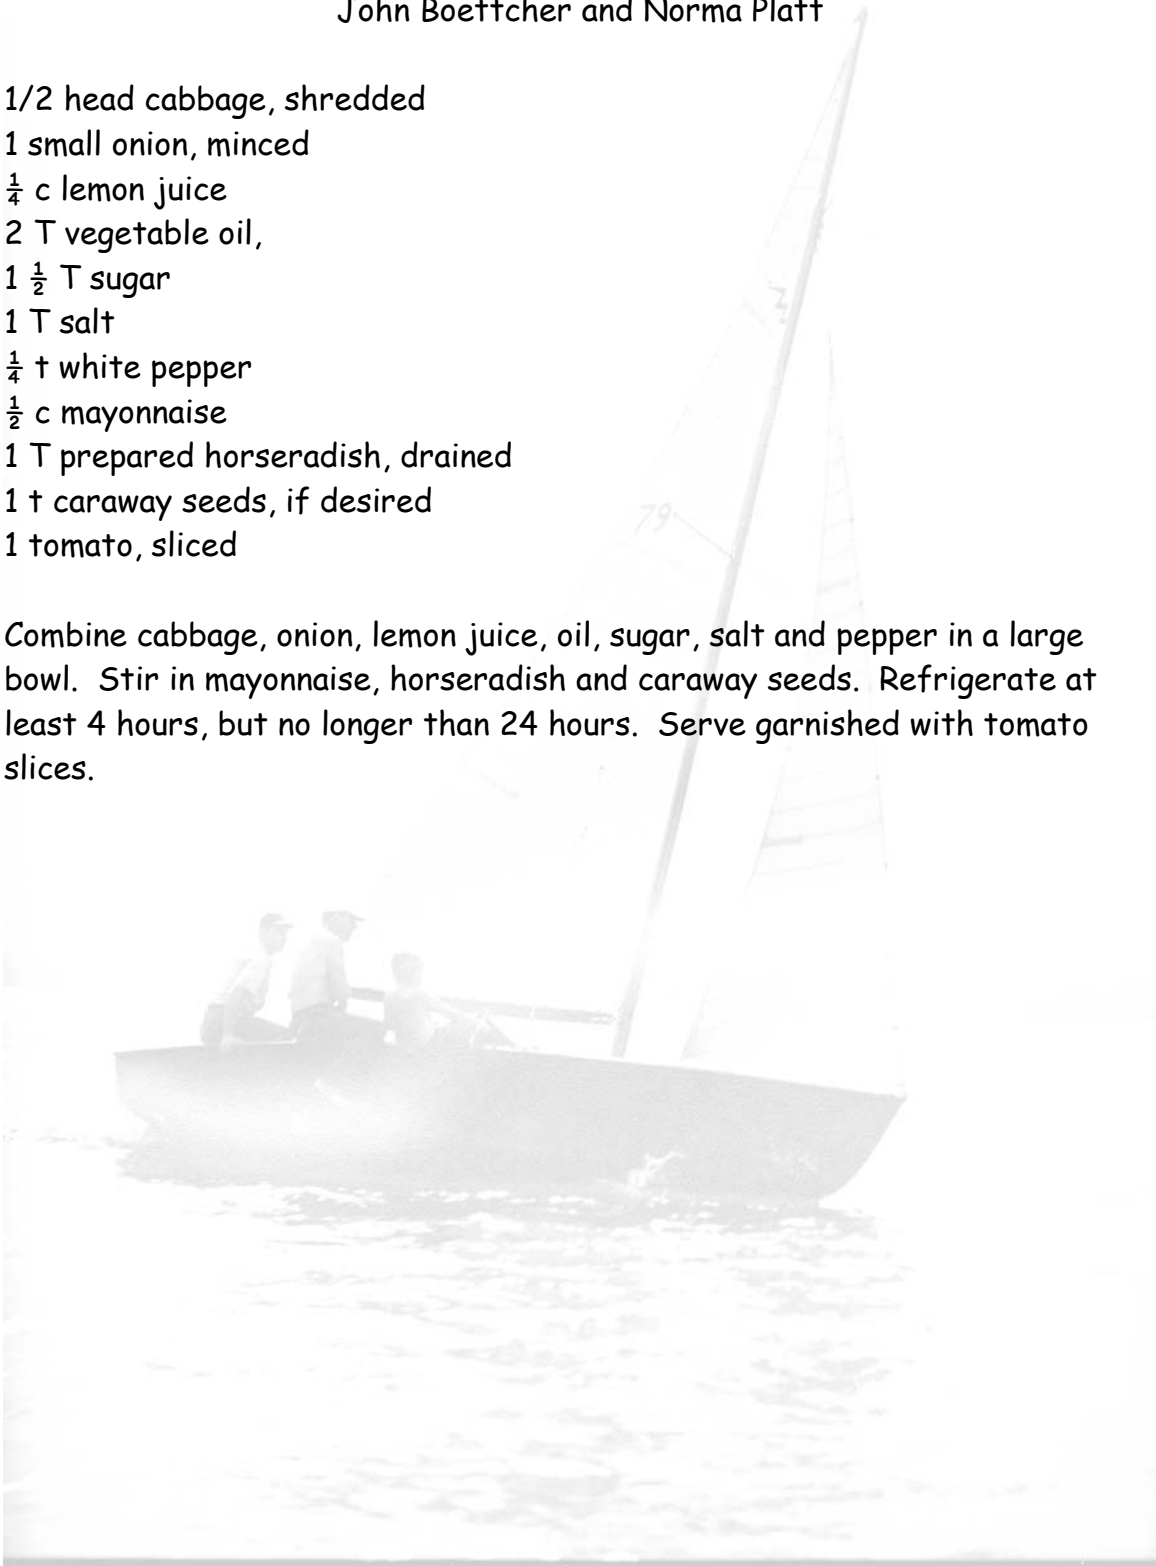 John Boettcher and Norma Platt
1/2 head cabbage, shredded
1 small onion, minced
¼ c lemon juice
2 T vegetable oil,
1 ½ T sugar
1 T salt
¼ t white pepper
½ c mayonnaise
1 T prepared horseradish, drained
1 t caraway seeds, if desired
1 tomato, sliced
Combine cabbage, onion, lemon juice, oil, sugar, salt and pepper in a large
bowl.  Stir in mayonnaise, horseradish and caraway seeds.  Refrigerate at
least 4 hours, but no longer than 24 hours.  Serve garnished with tomato
slices.
79